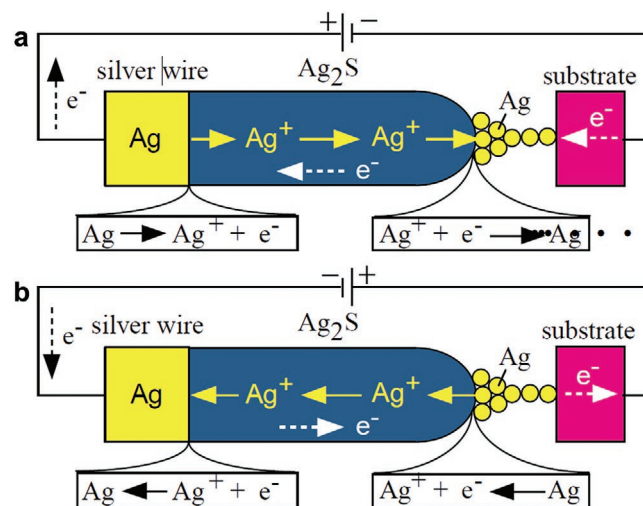 a
+ −
silver wire
Ag₂S
substrate
e⁻
Ag
Ag
Ag⁺
Ag⁺
e⁻
e⁻
Ag → Ag⁺ + e⁻
Ag⁺ + e⁻ → Ag
b
− +
silver wire
Ag₂S
substrate
e⁻
Ag
Ag
Ag⁺
Ag⁺
e⁻
e⁻
Ag ← Ag⁺ + e⁻
Ag⁺ + e⁻ ← Ag